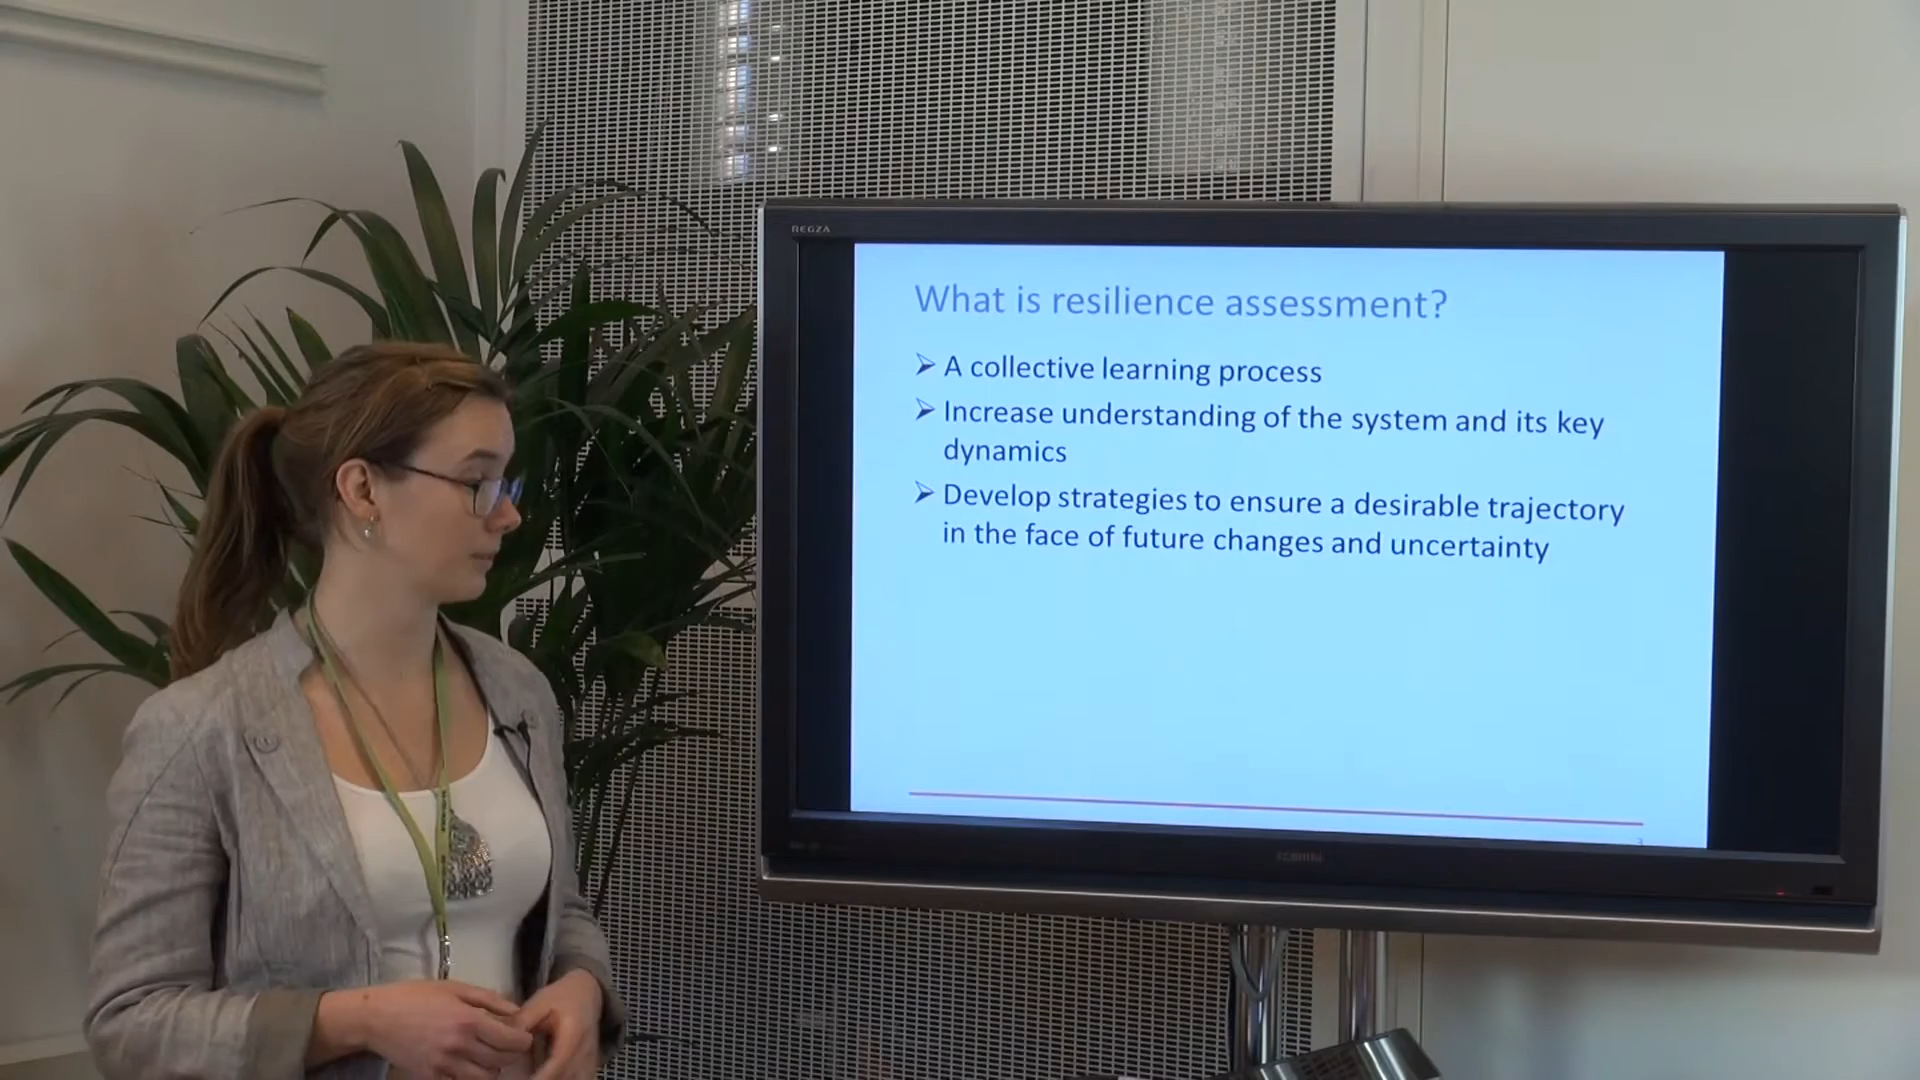 REGZA
What is resilience assessment?
A collective learning process
Increase understanding of the system and its key
dynamics
Develop strategies to ensure a desirable trajectory
in the face of future changes and uncertainty
3
TOSHIBA